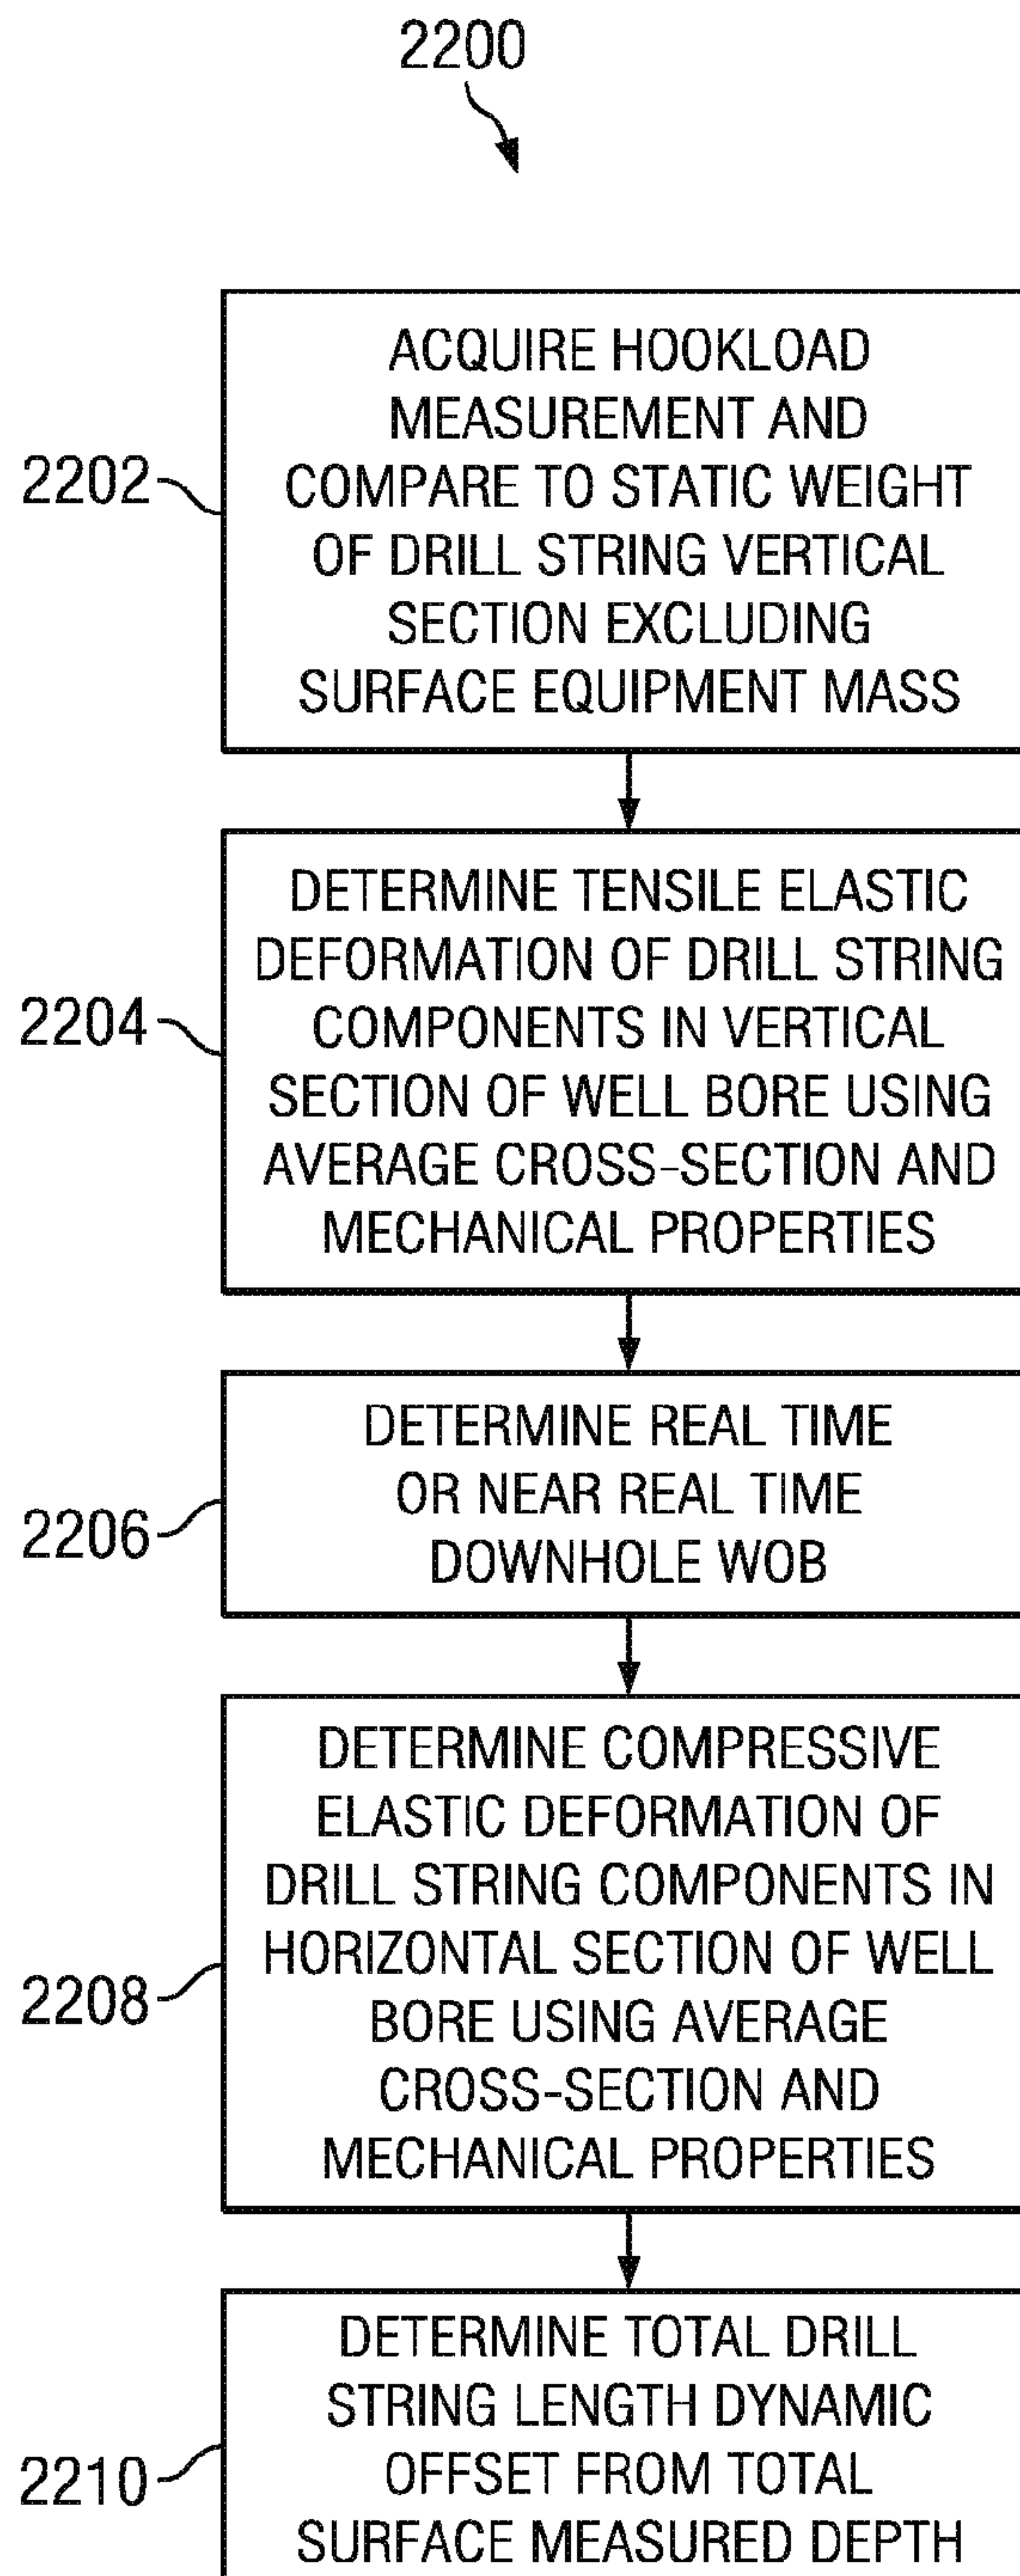 2200
2202
ACQUIRE HOOKLOAD
MEASUREMENT AND
COMPARE TO STATIC WEIGHT
OF DRILL STRING VERTICAL
SECTION EXCLUDING
SURFACE EQUIPMENT MASS
2204
DETERMINE TENSILE ELASTIC
DEFORMATION OF DRILL STRING
COMPONENTS IN VERTICAL
SECTION OF WELL BORE USING
AVERAGE CROSS-SECTION AND
MECHANICAL PROPERTIES
2206
DETERMINE REAL TIME
OR NEAR REAL TIME
DOWNHOLE WOB
2208
DETERMINE COMPRESSIVE
ELASTIC DEFORMATION OF
DRILL STRING COMPONENTS IN
HORIZONTAL SECTION OF WELL
BORE USING AVERAGE
CROSS-SECTION AND
MECHANICAL PROPERTIES
2210
DETERMINE TOTAL DRILL
STRING LENGTH DYNAMIC
OFFSET FROM TOTAL
SURFACE MEASURED DEPTH